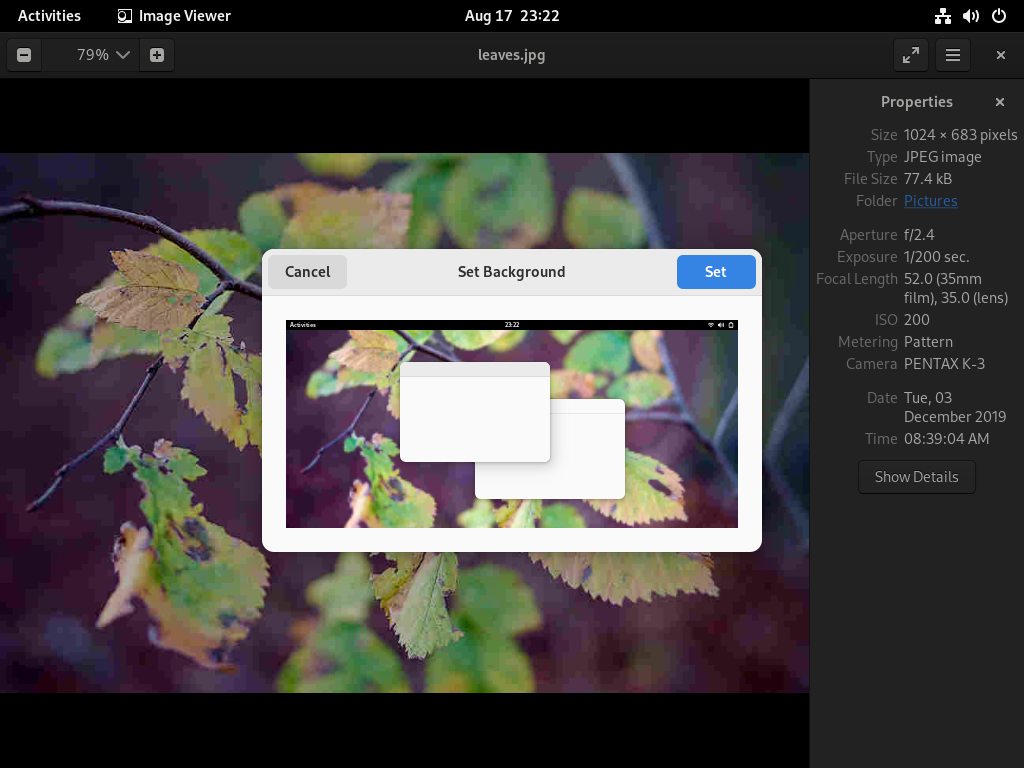 Activities Image Viewer Aug 17 23:22
79% leaves.jpg
Properties
Size 1024 × 683 pixels
Type JPEG image
File Size 77.4 kB
Folder Pictures
Aperture f/2.4
Exposure 1/200 sec.
Focal Length 52.0 (35mm
film), 35.0 (lens)
ISO 200
Metering Pattern
Camera PENTAX K-3
Date Tue, 03
December 2019
Time 08:39:04 AM
Show Details
Cancel Set Background Set
Activities 23:22